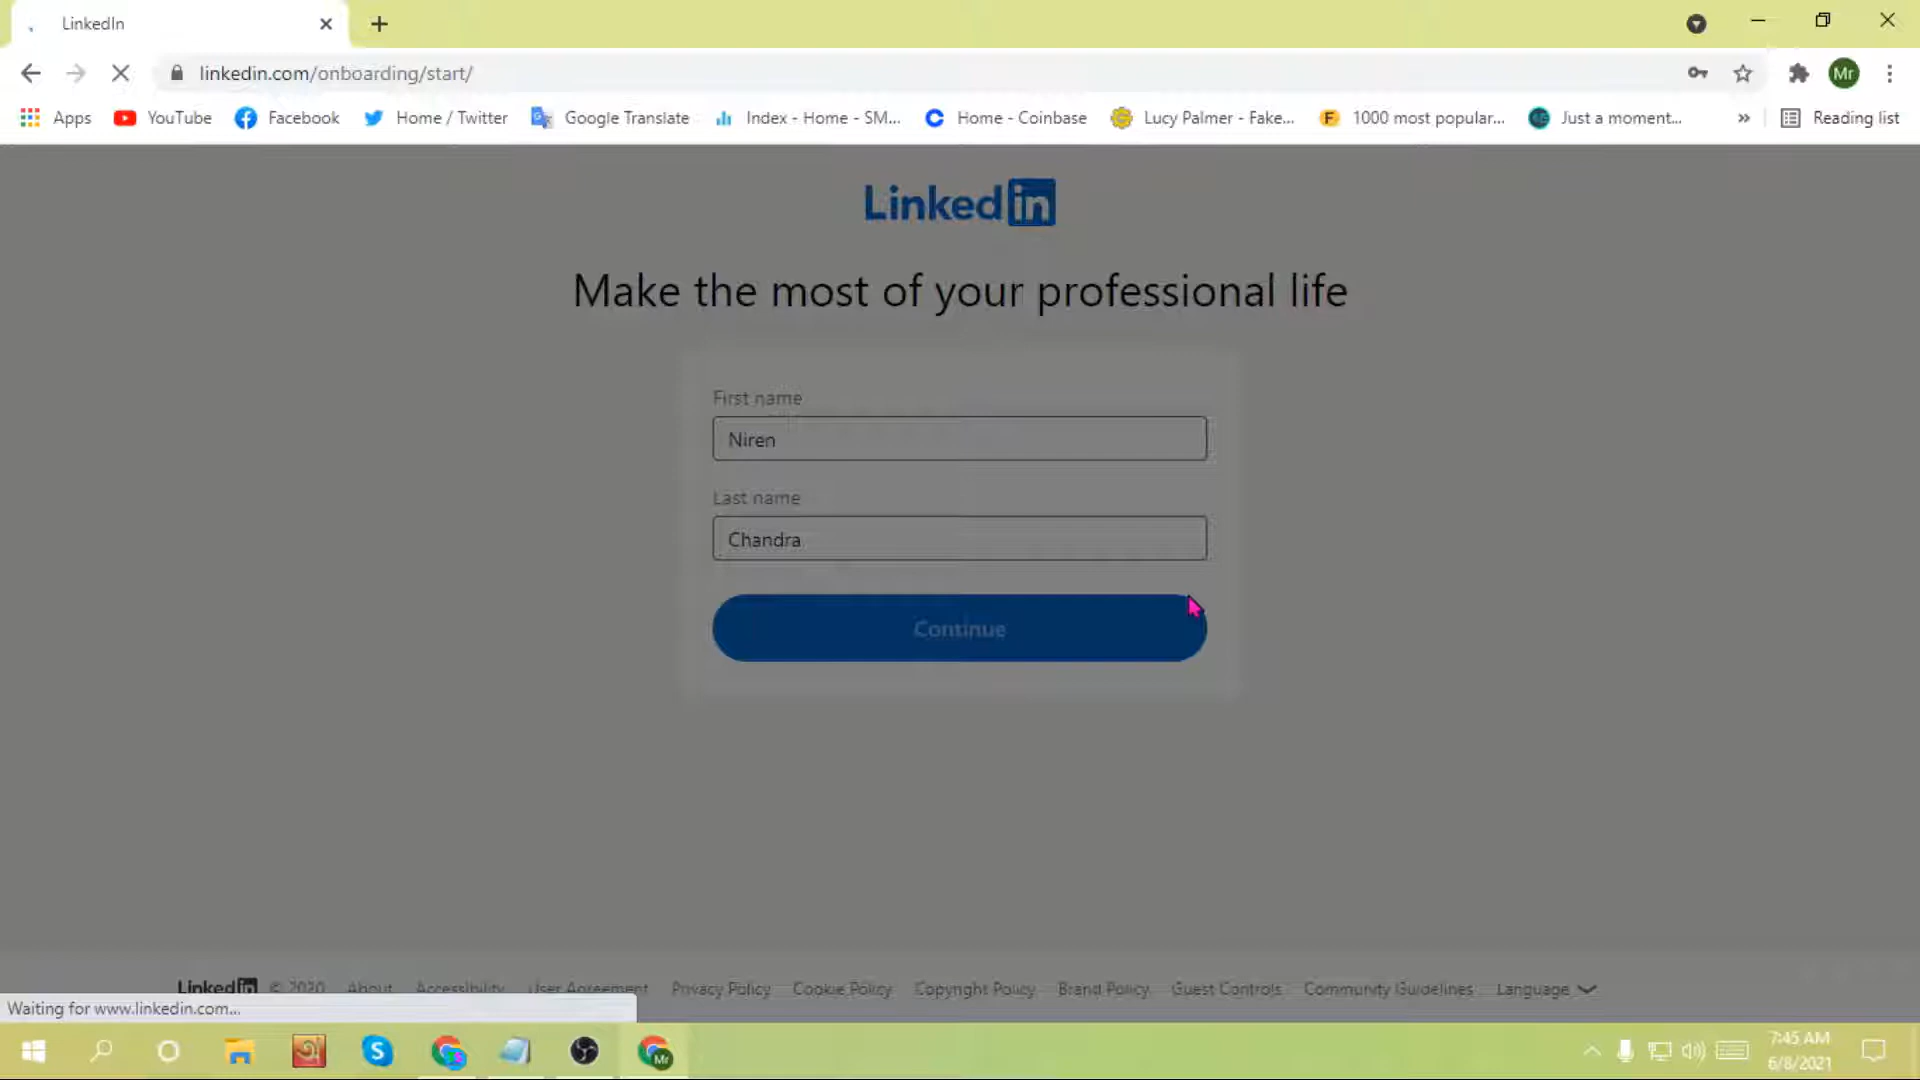 LinkedIn
linkedin.com/onboarding/start/
Mr
Apps YouTube Facebook Home / Twitter Google Translate Index - Home - SM... Home - Coinbase Lucy Palmer - Fake... 1000 most popular... Just a moment... » Reading list
Linkedin
Make the most of your professional life
First name
Niren
Last name
Chandra
Continue
Linkedin © 2020 About Accessibility User Agreement Privacy Policy Cookie Policy Copyright Policy Brand Policy Guest Controls Community Guidelines Language
Waiting for www.linkedin.com...
7:45 AM
6/8/2021